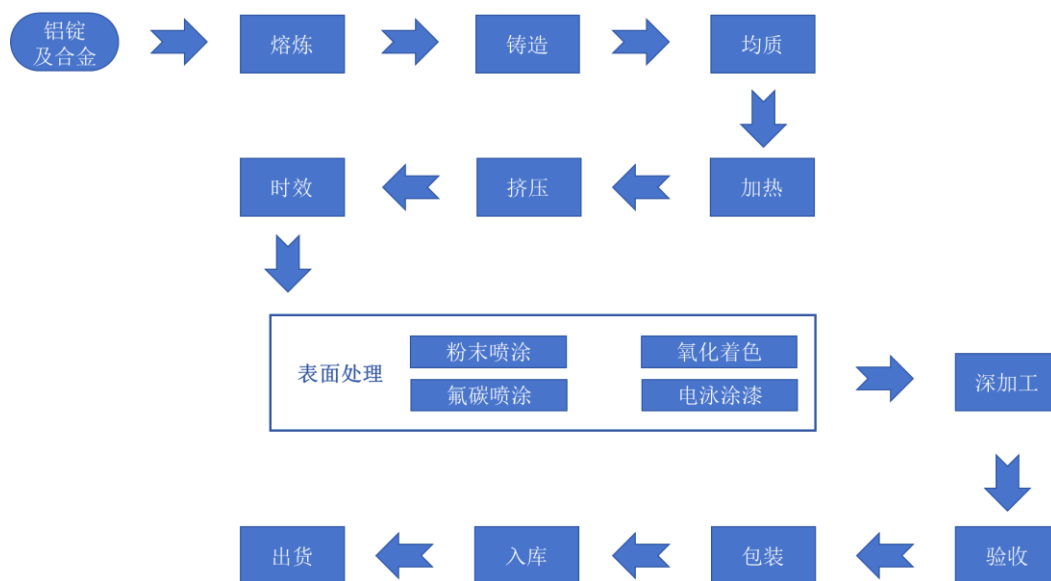 铝锭
及合金
熔炼
铸造
均质
时效
挤压
加热
表面处理
粉末喷涂
氧化着色
氟碳喷涂
电泳涂漆
深加工
出货
入库
包装
验收